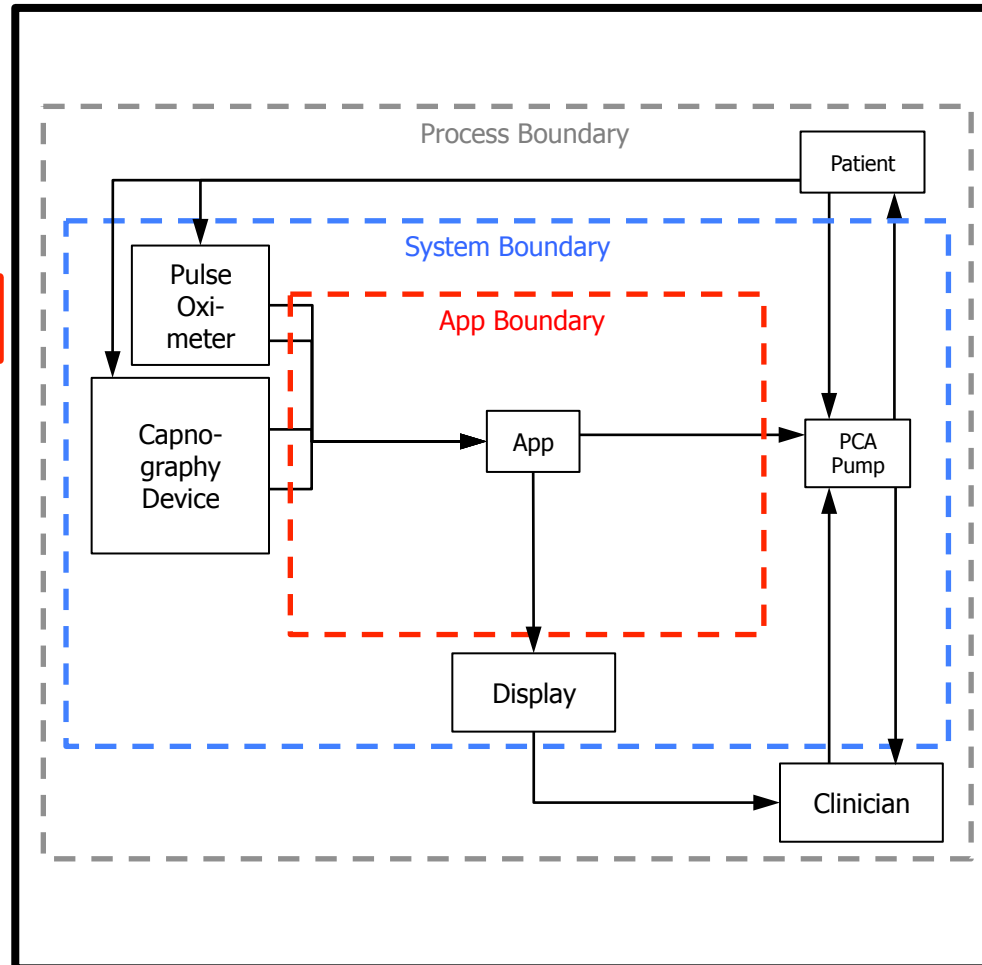 Process Boundary
Patient
System Boundary
Pulse
Oxi-
meter
App Boundary
Capno-
graphy
Device
App
PCA
Pump
Display
Clinician